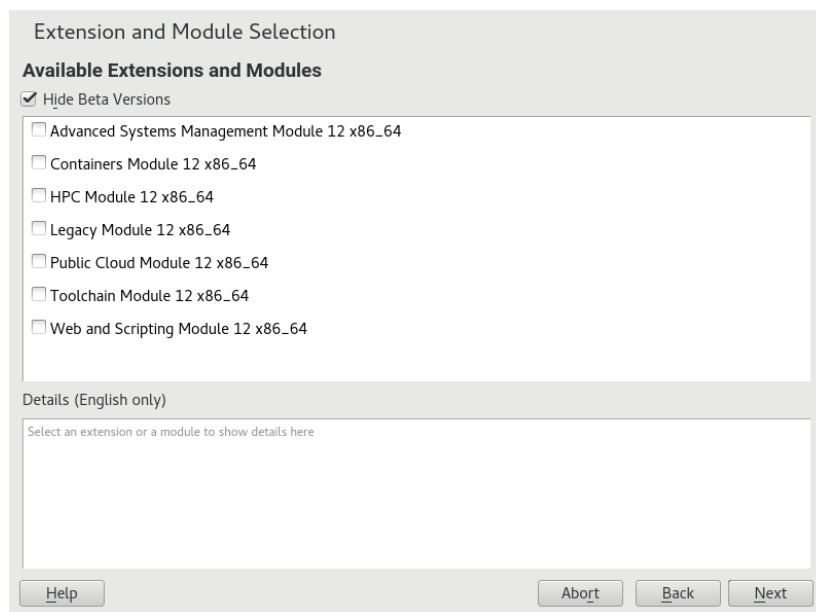 Extension and Module Selection
Available Extensions and Modules
Hide Beta Versions
Advanced Systems Management Module 12 x86_64
Containers Module 12 x86_64
HPC Module 12 x86_64
Legacy Module 12 x86_64
Public Cloud Module 12 x86_64
Toolchain Module 12 x86_64
Web and Scripting Module 12 x86_64
Details (English only)
Select an extension or a module to show details here
Help Abort Back Next